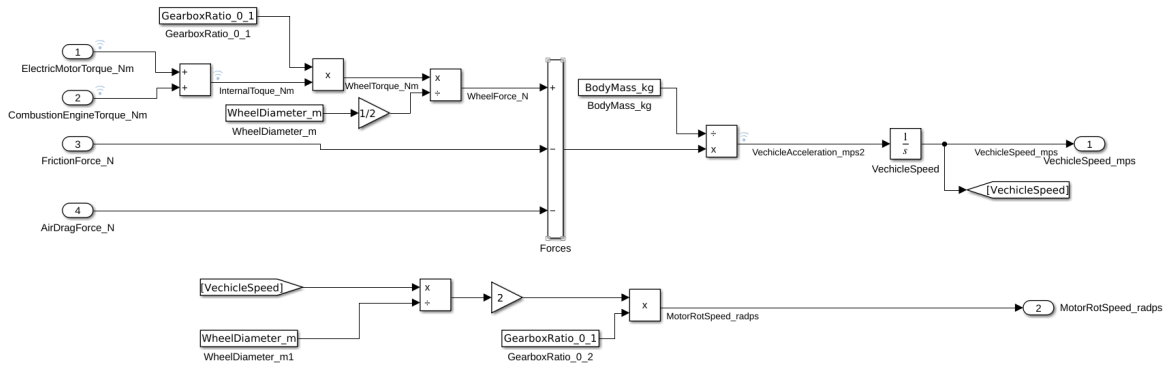 GearboxRatio_0_1
GearboxRatio_0_1
1
ElectricMotorTorque_Nm
+
+
InternalToque_Nm
2
CombustionEngineTorque_Nm
x
WheelTorque_Nm
WheelDiameter_m
WheelDiameter_m
1/2
x
÷
WheelForce_N
3
FrictionForce_N
4
AirDragForce_N
+
−
−
Forces
BodyMass_kg
BodyMass_kg
÷
x
VechicleAcceleration_mps2
1
s
VechicleSpeed
VechicleSpeed_mps
1
VechicleSpeed_mps
[VechicleSpeed]
[VechicleSpeed]
WheelDiameter_m
WheelDiameter_m1
x
÷
2
GearboxRatio_0_1
GearboxRatio_0_2
x
MotorRotSpeed_radps
2
MotorRotSpeed_radps